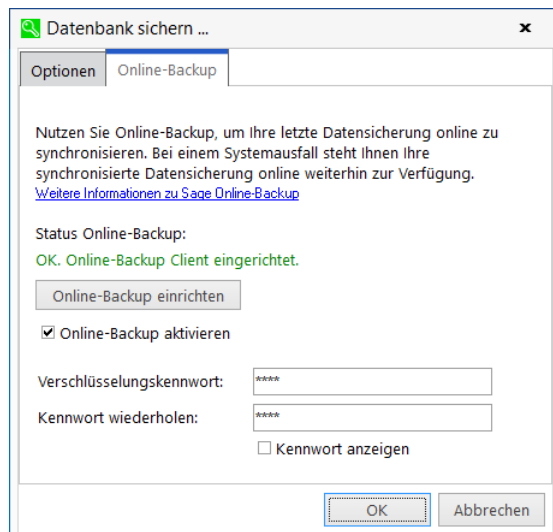 Datenbank sichern ...
Optionen
Online-Backup
Nutzen Sie Online-Backup, um Ihre letzte Datensicherung online zu
synchronisieren. Bei einem Systemausfall steht Ihnen Ihre
synchronisierte Datensicherung online weiterhin zur Verfügung.
Weitere Informationen zu Sage Online-Backup
Status Online-Backup:
OK. Online-Backup Client eingerichtet.
Online-Backup einrichten
Online-Backup aktivieren
Verschlüsselungskennwort: ****
Kennwort wiederholen: ****
Kennwort anzeigen
OK
Abbrechen